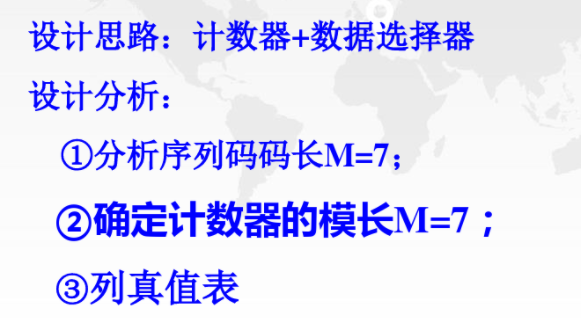 设计思路：计数器+数据选择器
设计分析：
①分析序列码码长M=7；
②确定计数器的模长M=7；
③列真值表